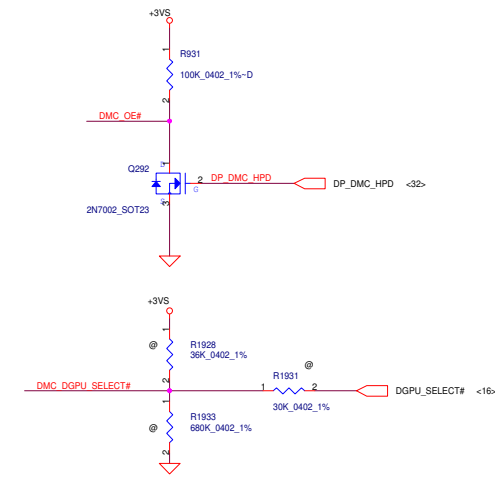 +3VS
1
R931
100K_0402_1%~D
2
DMC_OE#
1
D
Q292
2
DP_DMC_HPD
G
DP_DMC_HPD <32>
S
3
2N7002_SOT23
+3VS
1
@
R1928
36K_0402_1%
2
@
R1931
DMC_DGPU_SELECT#
1
2
DGPU_SELECT# <16>
30K_0402_1%
1
@
R1933
680K_0402_1%
2